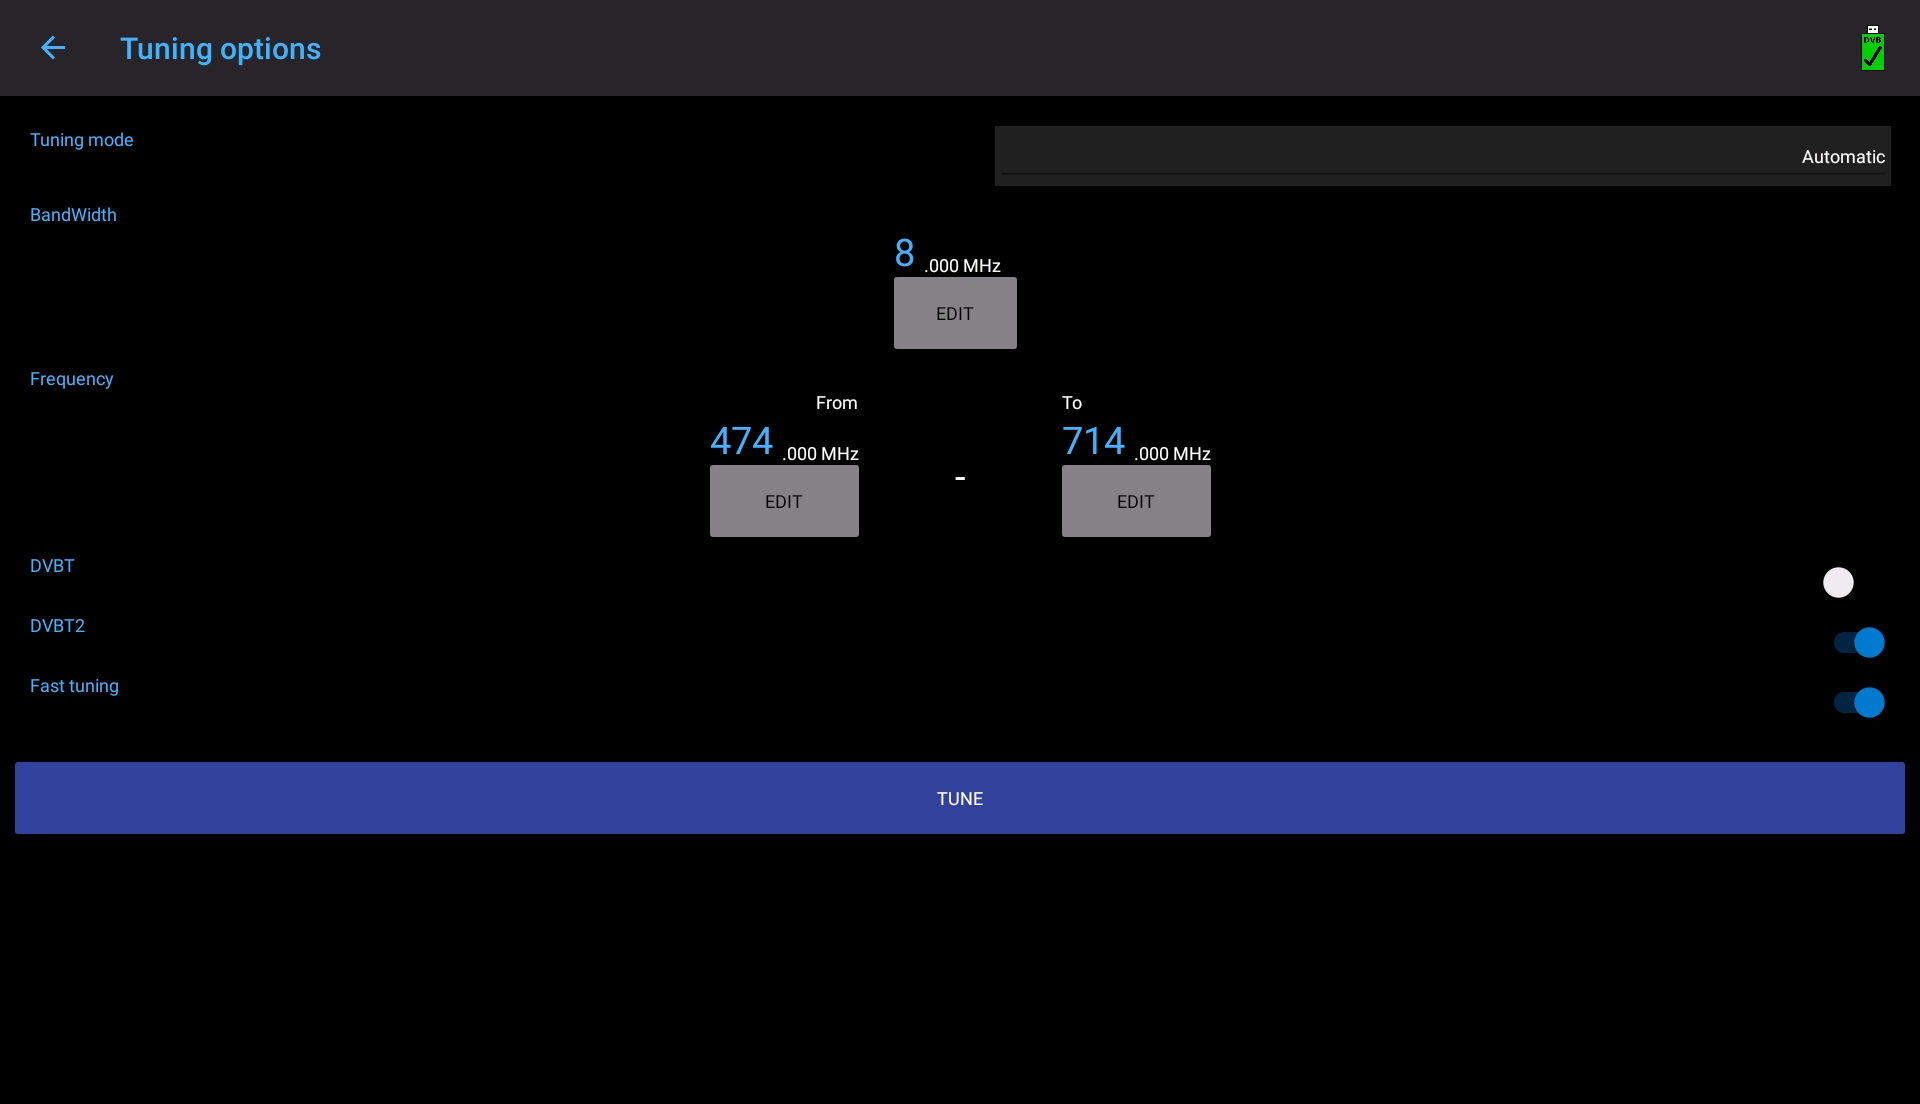 Tuning options
DVB
Tuning mode
Automatic
BandWidth
8 .000 MHz
EDIT
Frequency
From
To
474 .000 MHz
-
714 .000 MHz
EDIT
EDIT
DVBT
DVBT2
Fast tuning
TUNE